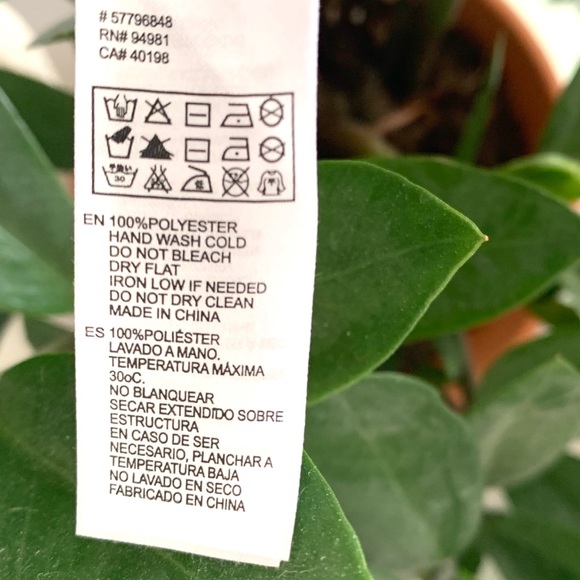 # 57796848
RN# 94981
CA# 40198
30
EN 100%POLYESTER
HAND WASH COLD
DO NOT BLEACH
DRY FLAT
IRON LOW IF NEEDED
DO NOT DRY CLEAN
MADE IN CHINA
ES 100%POLIÉSTER
LAVADO A MANO.
TEMPERATURA MÁXIMA
30oC.
NO BLANQUEAR
SECAR EXTENDIDO SOBRE
ESTRUCTURA
EN CASO DE SER
NECESARIO, PLANCHAR A
TEMPERATURA BAJA
NO LAVADO EN SECO
FABRICADO EN CHINA